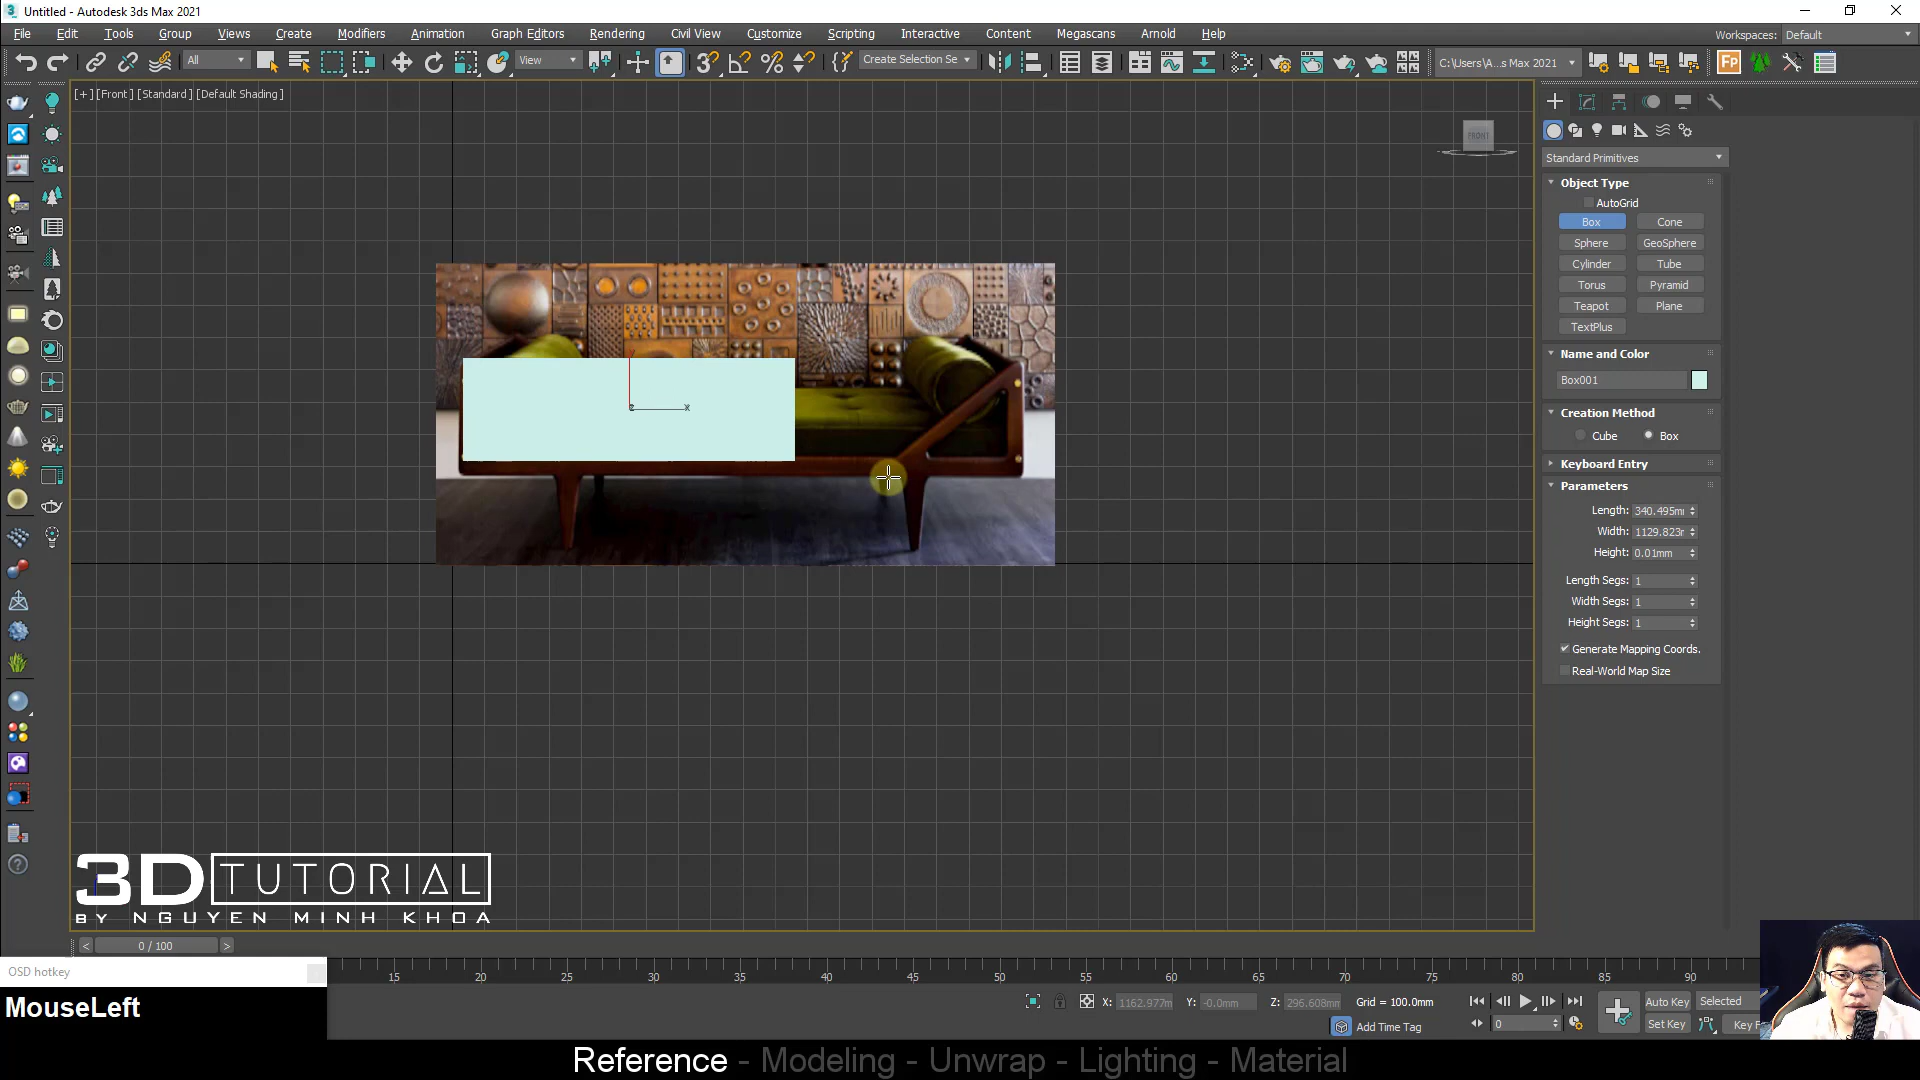 Untitled - Autodesk 3ds Max 2021
File Edit Tools Group Views Create Modifiers Animation Graph Editors Rendering Civil View Customize Scripting Interactive Content Megascans Arnold Help
Workspaces: Default
All View Create Selection Se C:\Users\A...s Max 2021 Fp
[+] [Front] [Standard] [Default Shading]
FRONT
Standard Primitives
Object Type
AutoGrid
Box Cone
Sphere GeoSphere
Cylinder Tube
Torus Pyramid
Teapot Plane
TextPlus
Name and Color
Box001
Creation Method
Cube Box
Keyboard Entry
Parameters
Length: 340.495m
Width: 1129.823r
Height: 0.01mm
Length Segs: 1
Width Segs: 1
Height Segs: 1
Generate Mapping Coords.
Real-World Map Size
x
3D TUTORIAL
BY NGUYEN MINH KHOA
< 0 / 100 >
OSD hotkey
MouseLeft
15 20 25 30 35 40 45 50 55 60 65 70 75 80 85 90
X: 1162.977m Y: -0.0mm Z: 296.608mm Grid = 100.0mm
Add Time Tag
0
Auto Key Selected
Set Key Key F
Reference - Modeling - Unwrap - Lighting - Material